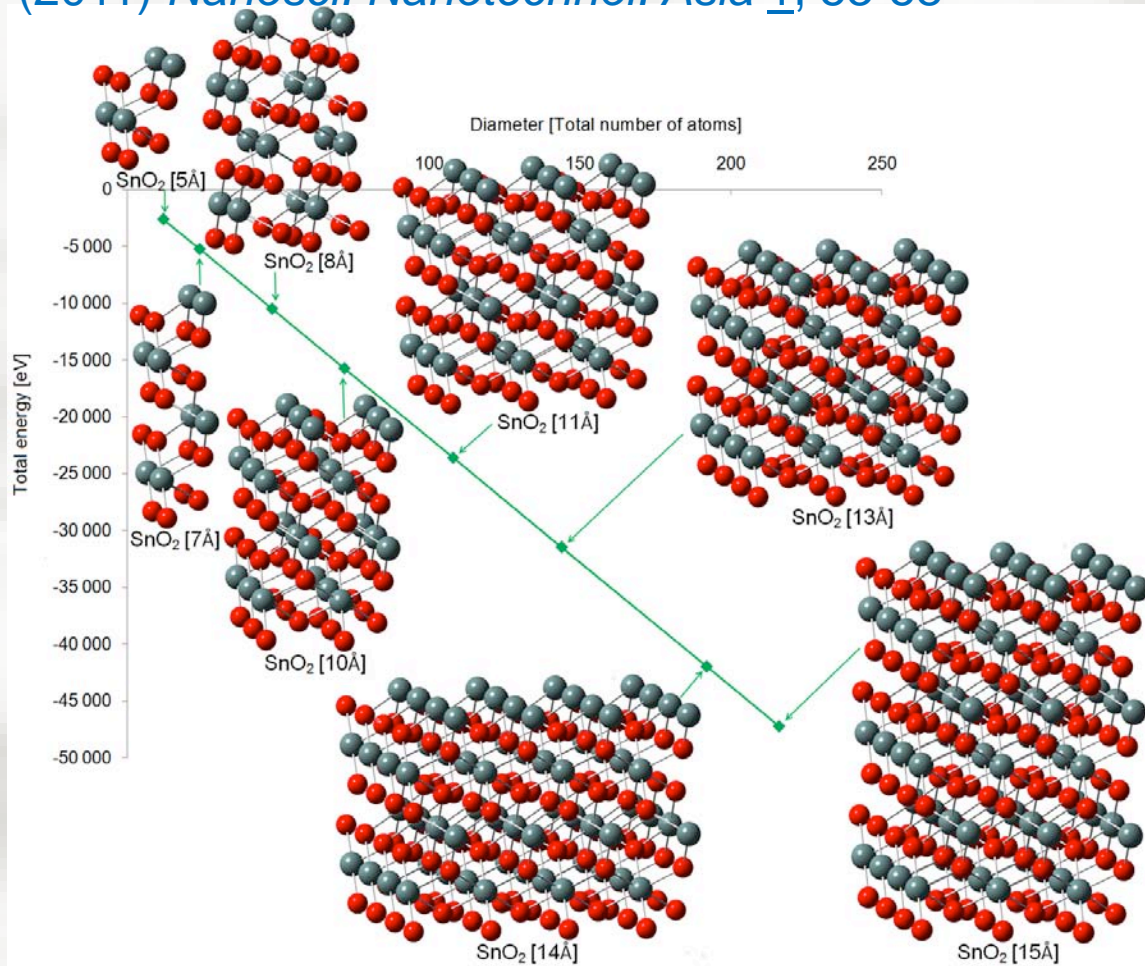 Diameter [Total number of atoms]
100 150 200 250
SnO2 [5Å]
0
-5 000
SnO2 [8Å]
-10 000
-15 000
Total energy [eV]
-20 000
SnO2 [11Å]
-25 000
SnO2 [7Å]
SnO2 [13Å]
-30 000
-35 000
SnO2 [10Å]
-40 000
-45 000
-50 000
SnO2 [14Å]
SnO2 [15Å]